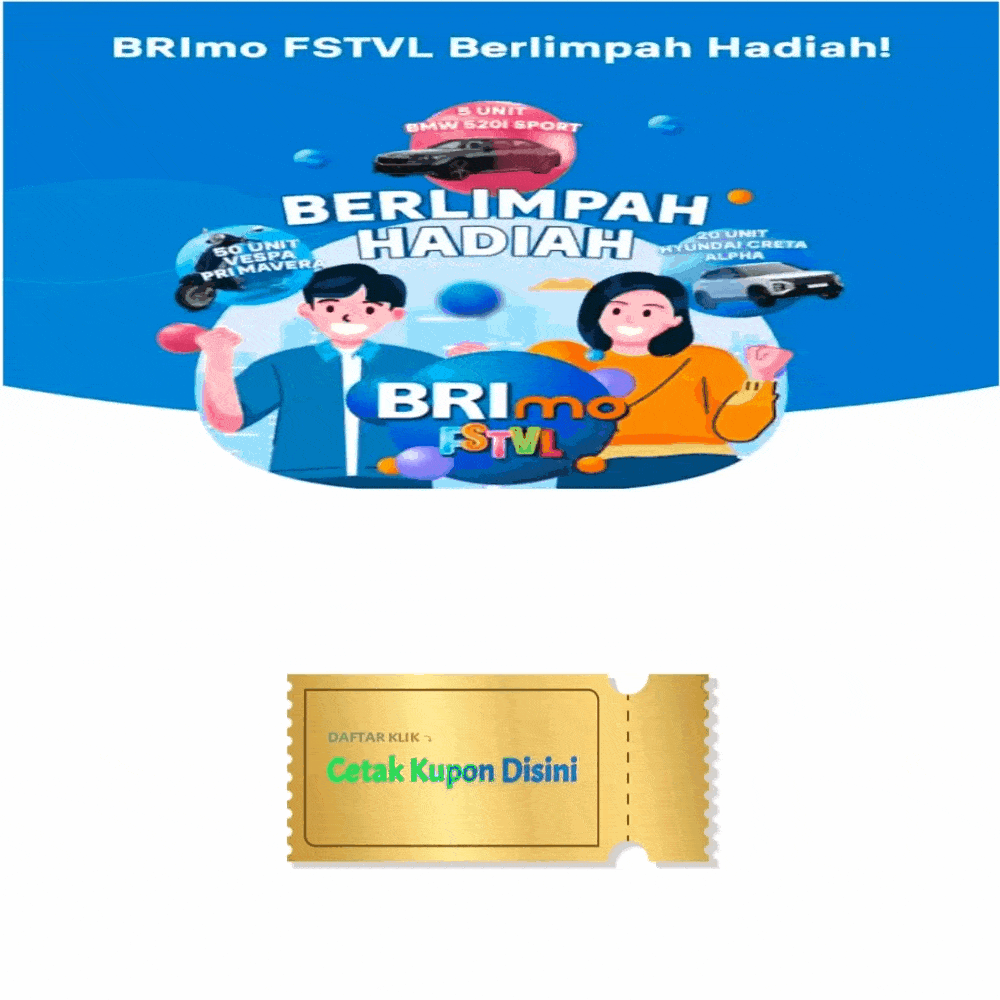 BRImo FSTVL Berlimpah Hadiah!
5 UNIT
BMW 520I SPORT
BERLIMPAH
HADIAH
50 UNIT
VESPA
PRIMAVERA
20 UNIT
HYUNDAI CRETA
ALPHA
BRImo
FSTVL
DAFTAR KLIK
Cetak Kupon Disini